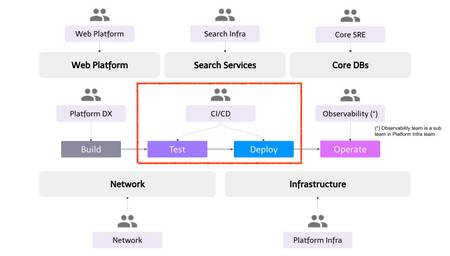 Web Platform
Search Infra
Core SRE
Web Platform
Search Services
Core DBs
Platform DX
CI/CD
Observability (*)
(*) Observability team is a sub
team in Platform Infra team
Build
Test
Deploy
Operate
Network
Infrastructure
Network
Platform Infra